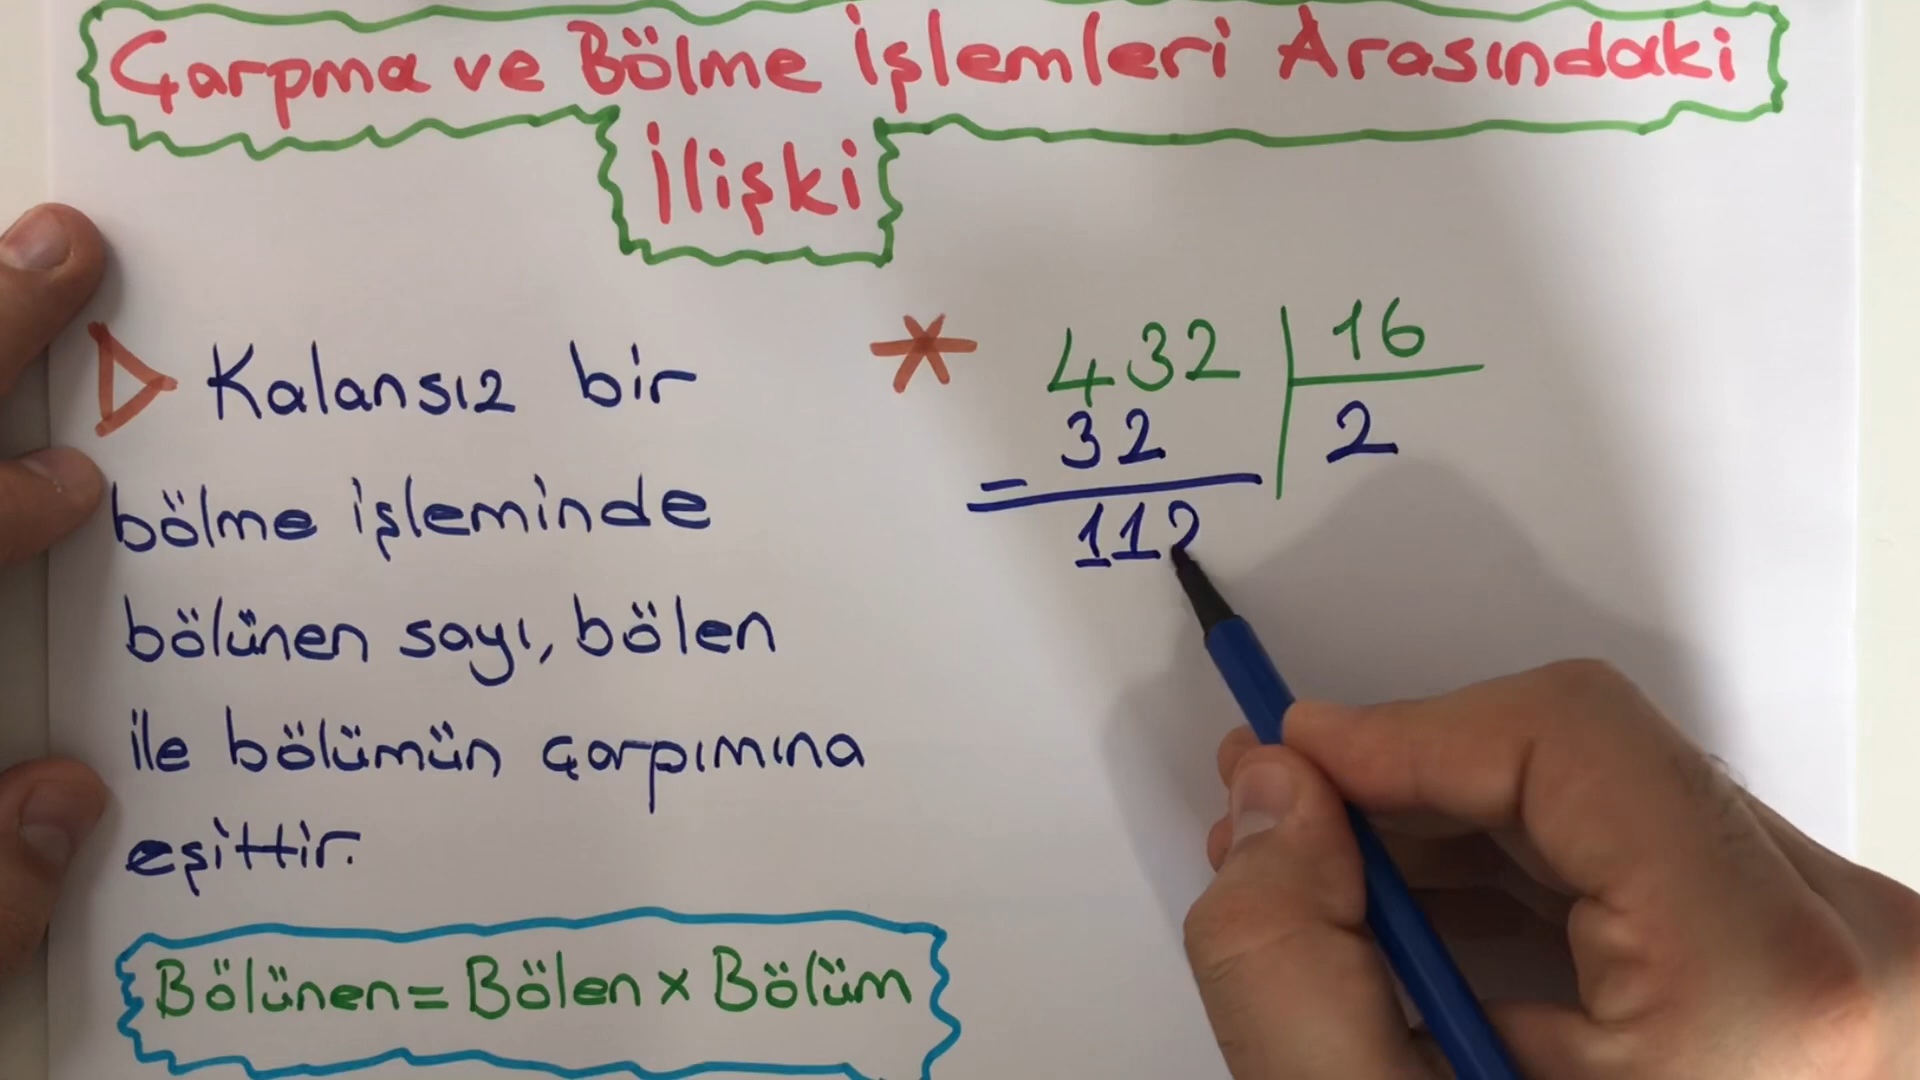 Çarpma ve Bölme İşlemleri Arasındaki
İlişki
Kalansız bir
bölme işleminde
bölünen sayı, bölen
ile bölümün çarpımına
eşittir.
Bölünen = Bölen x Bölüm
* 432 | 16
32 2
-
112